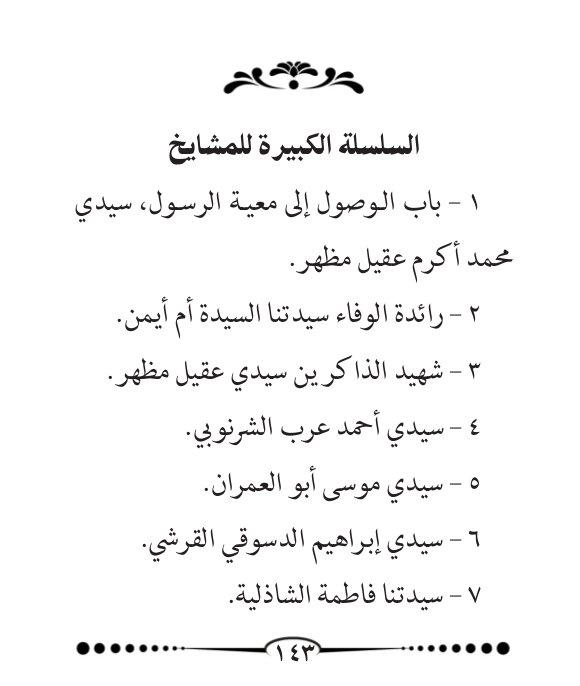 السلسلة الكبيرة للمشايخ
١ – باب الوصول إلى معية الرسول، سيدي
محمد أكرم عقيل مظهر.
٢ – رائدة الوفاء سيدتنا السيدة أم أيمن.
٣ – شهيد الذاكرين سيدي عقيل مظهر.
٤ – سيدي أحمد عرب الشرنوبي.
٥ – سيدي موسى أبو العمران.
٦ – سيدي إبراهيم الدسوقي القرشي.
٧ – سيدتنا فاطمة الشاذلية.
١٤٣